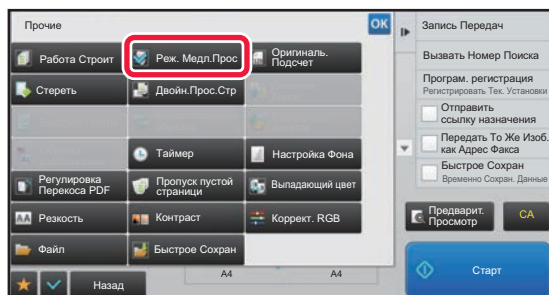 Прочие
OK
Работа Строит
Реж. Медл.Прос
Оригиналь.
Подсчет
Стереть
Двойн.Прос.Стр
Таймер
Настройка Фона
Регулировка
Перекоса PDF
Пропуск пустой
страници
Выпадающий цвет
Резкость
Контраст
Коррект. RGB
Файл
Быстрое Сохран
Назад
A4
A4
Запись Передач
Вызвать Номер Поиска
Програм. регистрация
Регистрировать Тек. Установки
Отправить
ссылку назначения
Передать То Же Изоб.
как Адрес Факса
Быстрое Сохран
Временно Сохран. Данные
Предварит.
Просмотр
CA
Старт